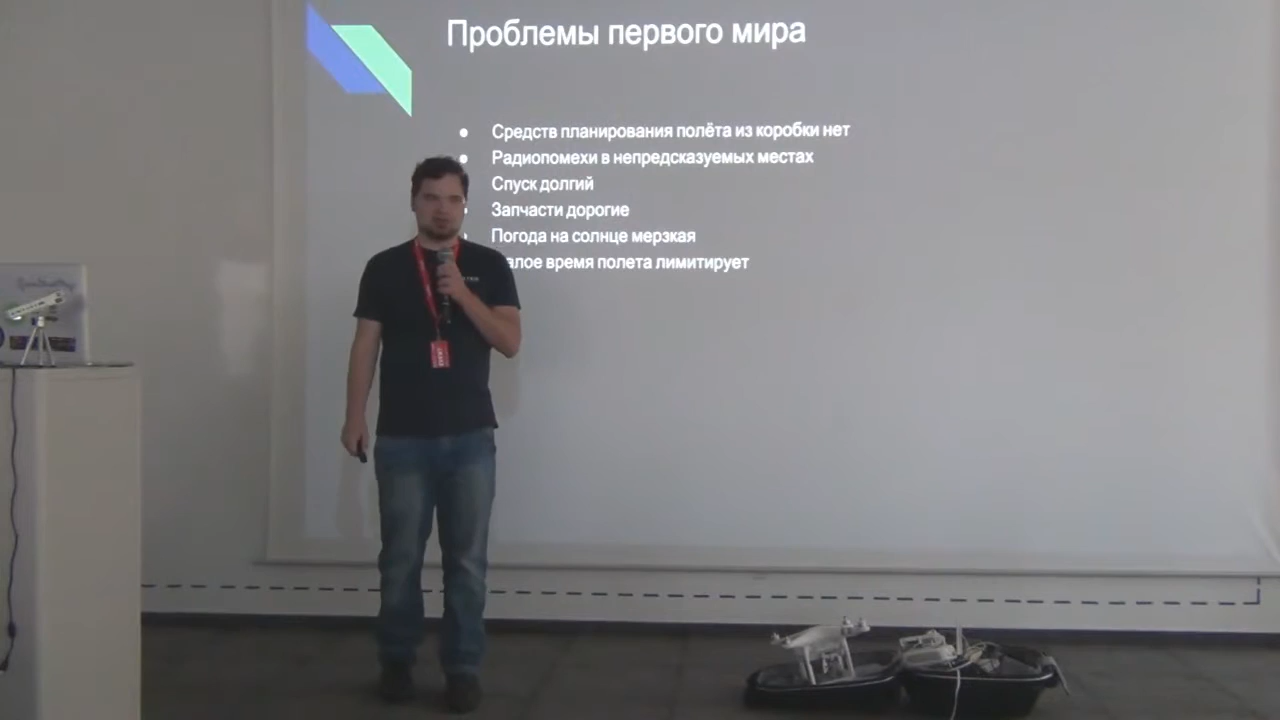 Проблемы первого мира
● Средств планирования полёта из коробки нет
● Радиопомехи в непредсказуемых местах
Спуск долгий
Запчасти дорогие
Погода на солнце мерзкая
алое время полета лимитирует